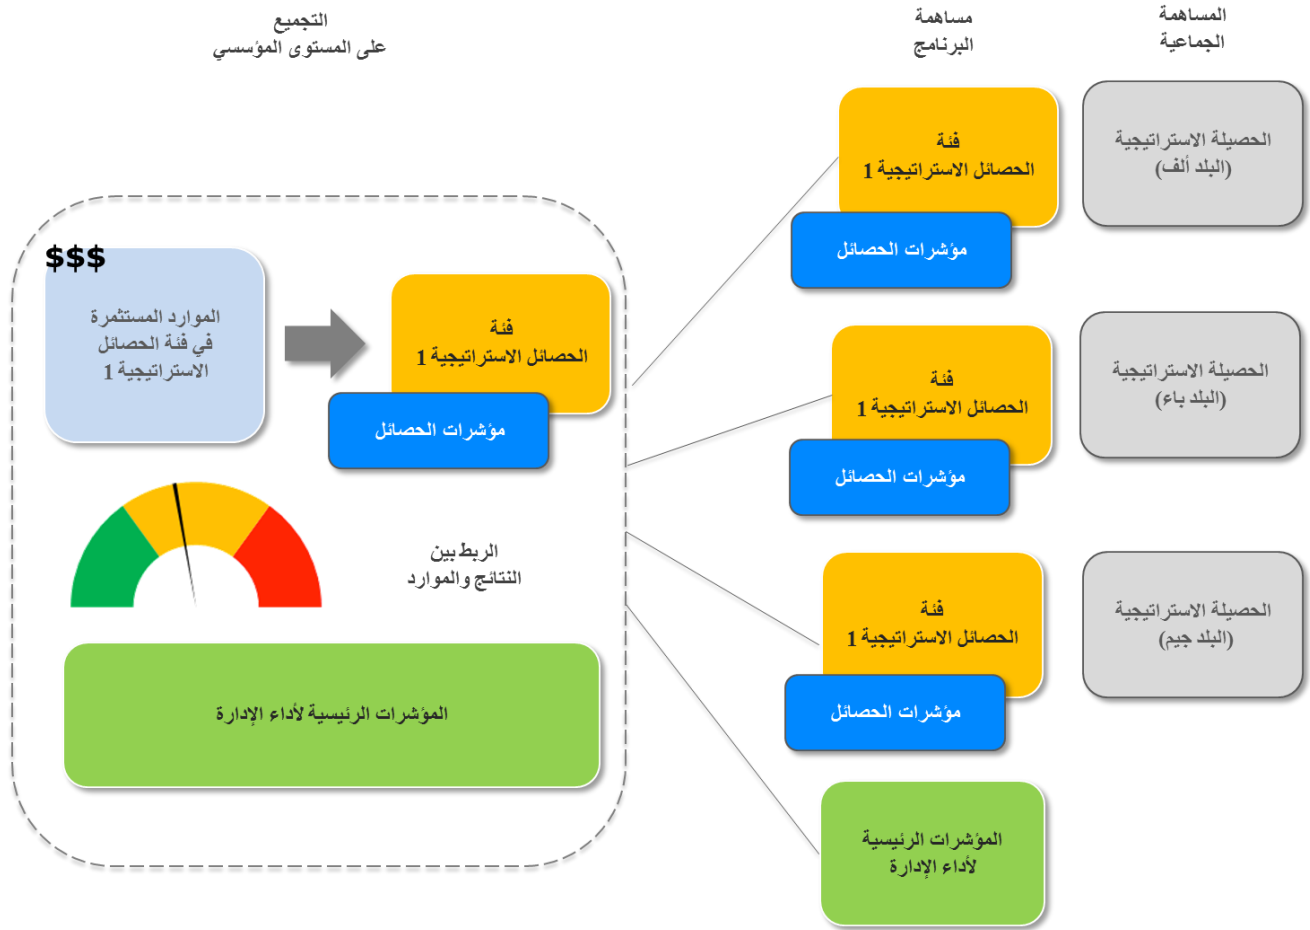 المساهمة
الجماعية
مساهمة
البرنامج
التجميع
على المستوى المؤسسي
الحصيلة الاستراتيجية
(البلد ألف)
فئة
الحصائل الاستراتيجية 1
مؤشرات الحصائل
الحصيلة الاستراتيجية
(البلد باء)
فئة
الحصائل الاستراتيجية 1
مؤشرات الحصائل
الحصيلة الاستراتيجية
(البلد جيم)
فئة
الحصائل الاستراتيجية 1
مؤشرات الحصائل
المؤشرات الرئيسية
لأداء الإدارة
فئة
الحصائل الاستراتيجية 1
مؤشرات الحصائل
$$$
الموارد المستثمرة
في فئة الحصائل
الاستراتيجية 1
الربط بين
النتائج والموارد
المؤشرات الرئيسية لأداء الإدارة